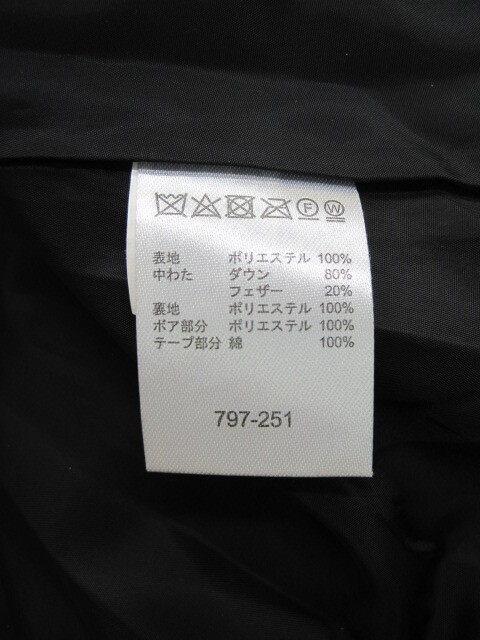 F W
表地 ポリエステル 100%
中わた ダウン 80%
フェザー 20%
裏地 ポリエステル 100%
ボア部分 ポリエステル 100%
テープ部分 綿 100%
797-251